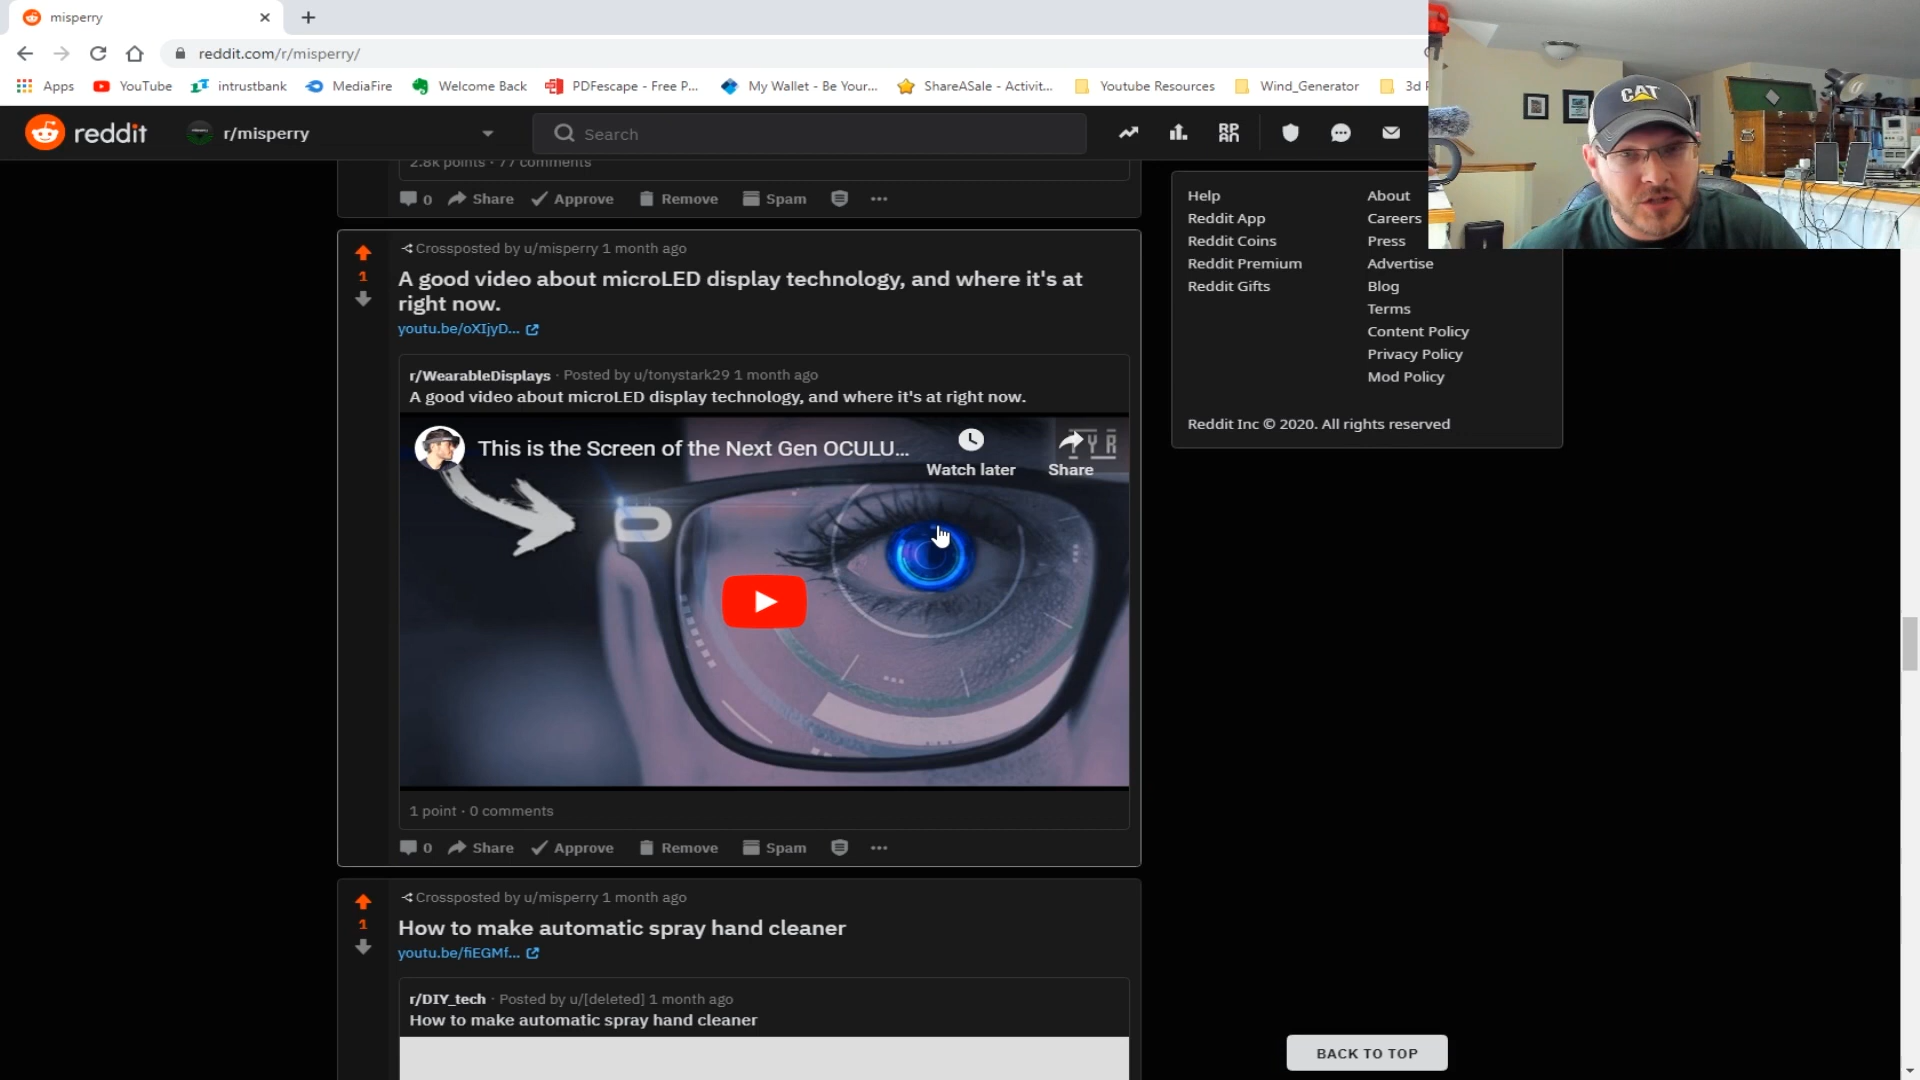 misperry
reddit.com/r/misperry/
Apps
YouTube
intrustbank
MediaFire
Welcome Back
PDFescape - Free P...
My Wallet - Be Your...
ShareASale - Activit...
Youtube Resources
Wind_Generator
3d
CAT
reddit
r/misperry
Search
2.8k points · 77 comments
0
Share
Approve
Remove
Spam
Crossposted by u/misperry 1 month ago
1
A good video about microLED display technology, and where it's at
right now.
youtu.be/oXIjyD...
r/WearableDisplays · Posted by u/tonystark29 1 month ago
A good video about microLED display technology, and where it's at right now.
This is the Screen of the Next Gen OCULU...
Watch later
Share
TYR
1 point · 0 comments
0
Share
Approve
Remove
Spam
Crossposted by u/misperry 1 month ago
1
How to make automatic spray hand cleaner
youtu.be/fiEGMf...
r/DIY_tech · Posted by u/[deleted] 1 month ago
How to make automatic spray hand cleaner
Help
Reddit App
Reddit Coins
Reddit Premium
Reddit Gifts
About
Careers
Press
Advertise
Blog
Terms
Content Policy
Privacy Policy
Mod Policy
Reddit Inc © 2020. All rights reserved
BACK TO TOP